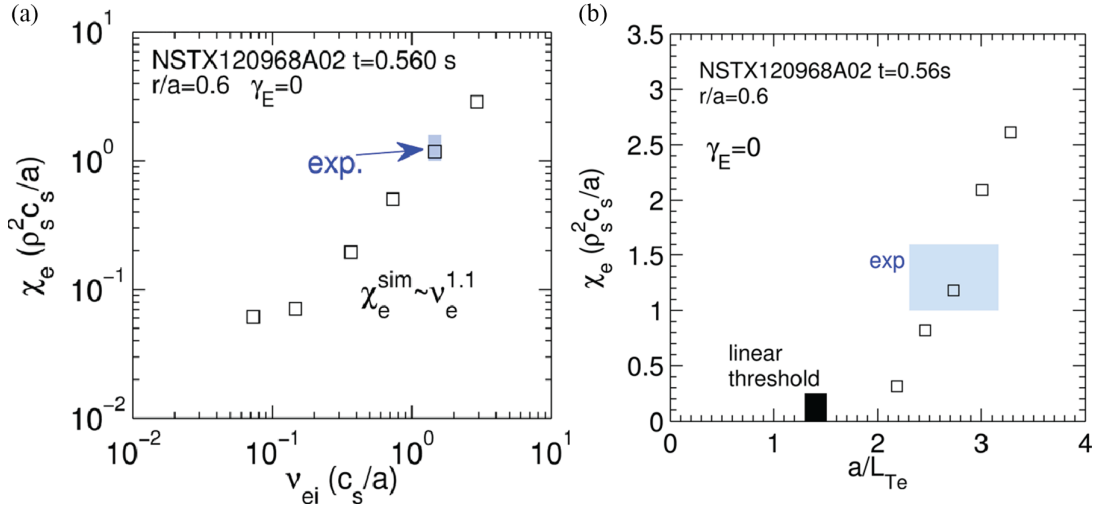 (a)
NSTX120968A02 t=0.560 s
r/a=0.6 γ_E=0
exp.
χ_e^sim~ν_e^1.1
χ_e (ρ_s^2c_s/a)
10^1
10^0
10^-1
10^-2
10^-2 10^-1 10^0 10^1
ν_ei (c_s/a)
(b)
NSTX120968A02 t=0.56s
r/a=0.6
γ_E=0
exp
linear
threshold
χ_e (ρ_s^2c_s/a)
3.5
3
2.5
2
1.5
1
0.5
0
0 1 2 3 4
a/L_Te